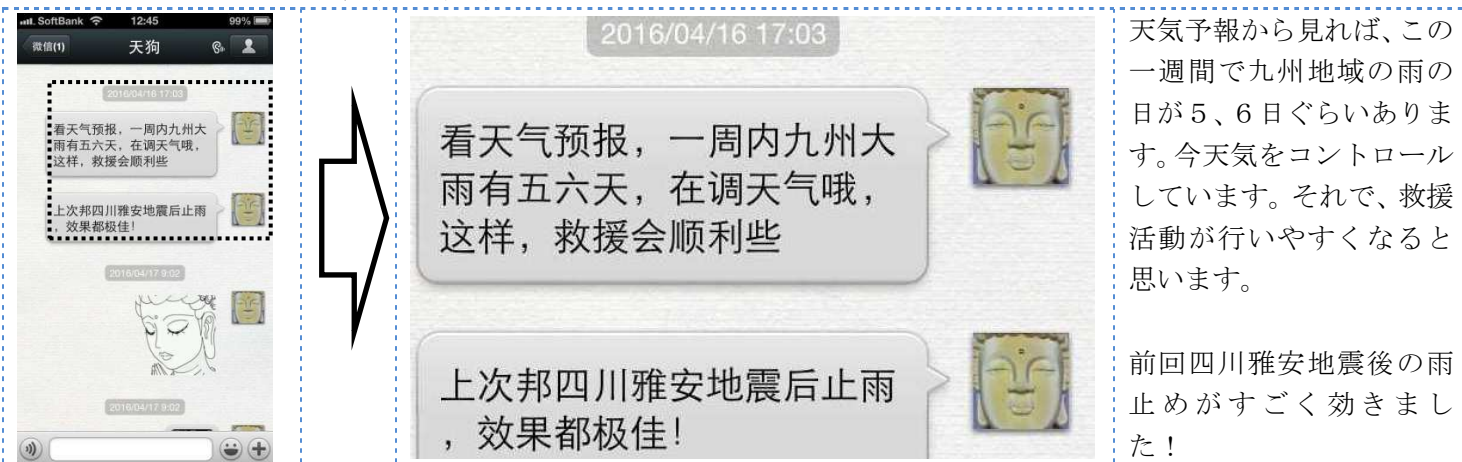 SoftBank 12:45 99%
微信(1) 天狗
2016/04/16 17:03
看天气预报，一周内九州大
雨有五六天，在调天气哦，
这样，救援会顺利些
上次邦四川雅安地震后止雨
，效果都极佳！
2016/04/17 9:02
2016/04/17 9:02
2016/04/16 17:03
看天气预报，一周内九州大
雨有五六天，在调天气哦，
这样，救援会顺利些
上次邦四川雅安地震后止雨
，效果都极佳！
天気予報から見れば、この
一週間で九州地域の雨の
日が５、６日ぐらいありま
す。今天気をコントロール
しています。それで、救援
活動が行いやすくなると
思います。
前回四川雅安地震後の雨
止めがすごく効きまし
た！